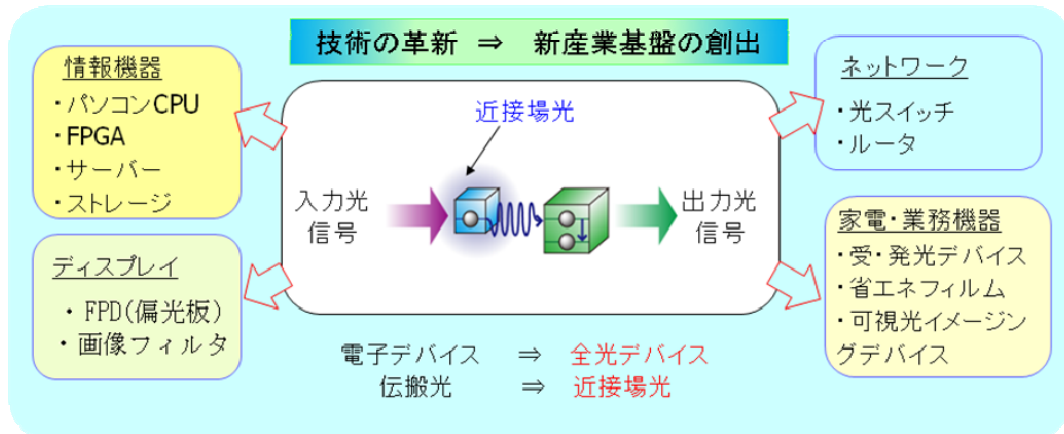 技術の革新 ⇒ 新産業基盤の創出
情報機器
・パソコンCPU
・FPGA
・サーバー
・ストレージ
ディスプレイ
・FPD(偏光板)
・画像フィルタ
近接場光
入力光
信号
出力光
信号
電子デバイス ⇒ 全光デバイス
伝搬光 ⇒ 近接場光
ネットワーク
・光スイッチ
・ルータ
家電・業務機器
・受・発光デバイス
・省エネフィルム
・可視光イメージン
グデバイス